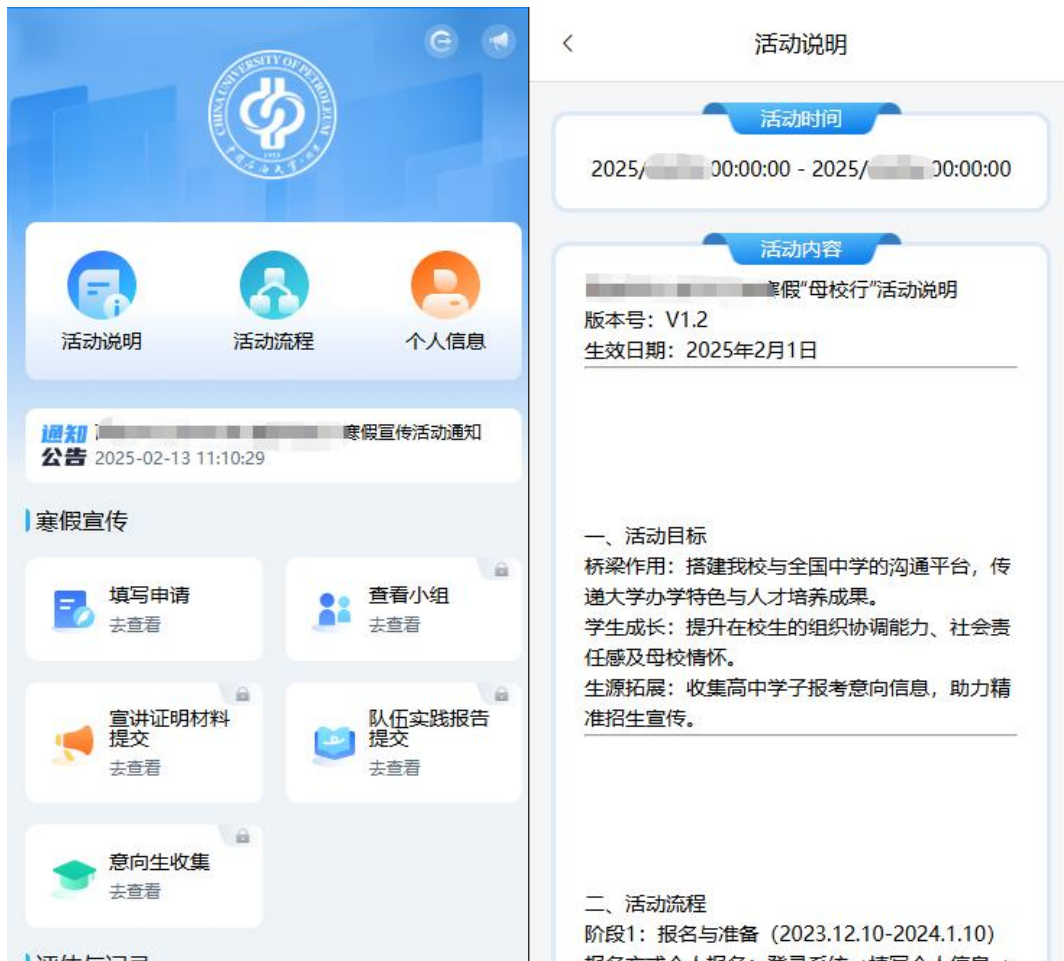 CHINA UNIVERSITY OF PETROLEUM
1953
活动说明
活动流程
个人信息
通知
公告
寒假宣传活动通知
2025-02-13 11:10:29
寒假宣传
填写申请
去查看
查看小组
去查看
宣讲证明材料
提交
去查看
队伍实践报告
提交
去查看
意向生收集
去查看
活动说明
活动时间
2025/ 00:00:00 - 2025/ 00:00:00
活动内容
寒假“母校行”活动说明
版本号：V1.2
生效日期：2025年2月1日
一、活动目标
桥梁作用：搭建我校与全国中学的沟通平台，传
递大学办学特色与人才培养成果。
学生成长：提升在校生的组织协调能力、社会责
任感及母校情怀。
生源拓展：收集高中学子报考意向信息，助力精
准招生宣传。
二、活动流程
阶段1：报名与准备（2023.12.10-2024.1.10）